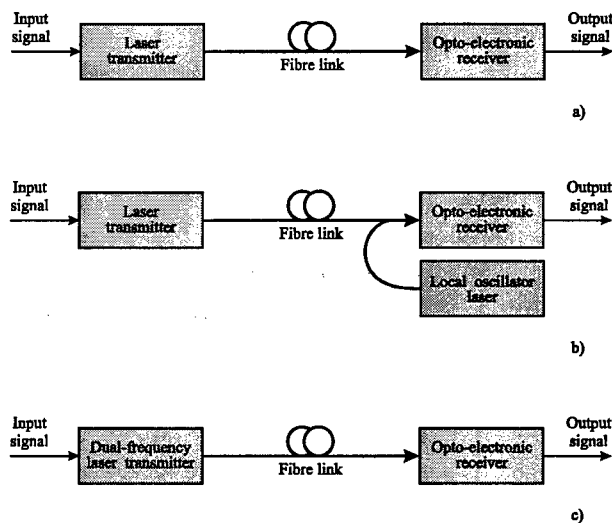 Input
signal
Laser
transmitter
Fibre link
Opto-electronic
receiver
Output
signal
a)
Input
signal
Laser
transmitter
Fibre link
Opto-electronic
receiver
Output
signal
Local oscillator
laser
b)
Input
signal
Dual-frequency
laser transmitter
Fibre link
Opto-electronic
receiver
Output
signal
c)